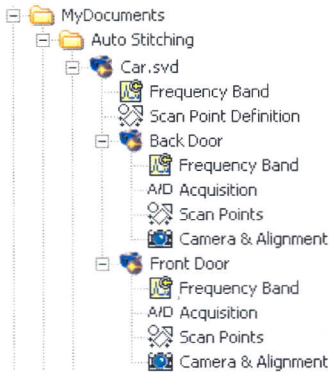 MyDocuments
Auto Stitching
Car.svd
Frequency Band
Scan Point Definition
Back Door
Frequency Band
A/D Acquisition
Scan Points
Camera & Alignment
Front Door
Frequency Band
A/D Acquisition
Scan Points
Camera & Alignment